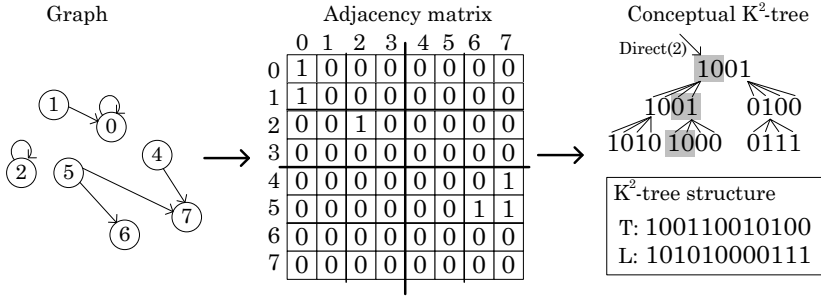 Graph
Adjacency matrix
Conceptual K²-tree
0 1 2 3 4 5 6 7
0 1 0 0 0 0 0 0 0
1 1 0 0 0 0 0 0 0
2 0 0 1 0 0 0 0 0
3 0 0 0 0 0 0 0 0
4 0 0 0 0 0 0 0 1
5 0 0 0 0 0 0 1 1
6 0 0 0 0 0 0 0 0
7 0 0 0 0 0 0 0 0
1
0
2
5
4
6
7
Direct(2)
1001
1001 0100
1010 1000 0111
K²-tree structure
T: 100110010100
L: 101010000111